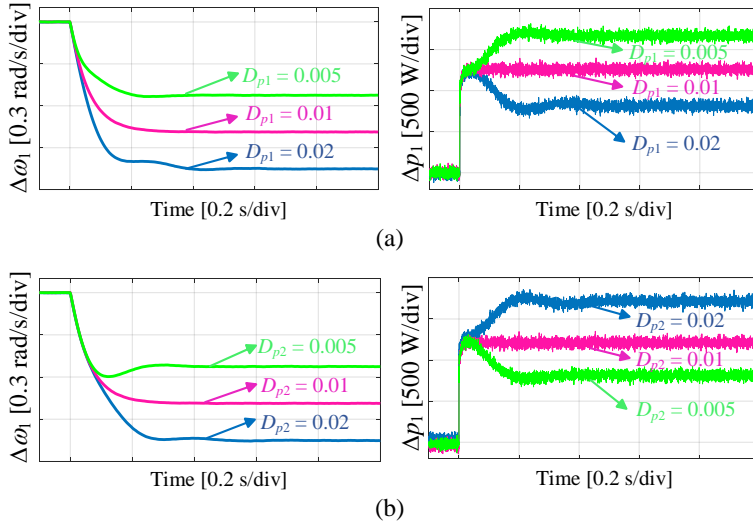 Δω1 [0.3 rad/s/div]
Dp1 = 0.005
Dp1 = 0.01
Dp1 = 0.02
Time [0.2 s/div]
Δp1 [500 W/div]
Dp1 = 0.005
Dp1 = 0.01
Dp1 = 0.02
Time [0.2 s/div]
(a)
Δω1 [0.3 rad/s/div]
Dp2 = 0.005
Dp2 = 0.01
Dp2 = 0.02
Time [0.2 s/div]
Δp1 [500 W/div]
Dp2 = 0.02
Dp2 = 0.01
Dp2 = 0.005
Time [0.2 s/div]
(b)